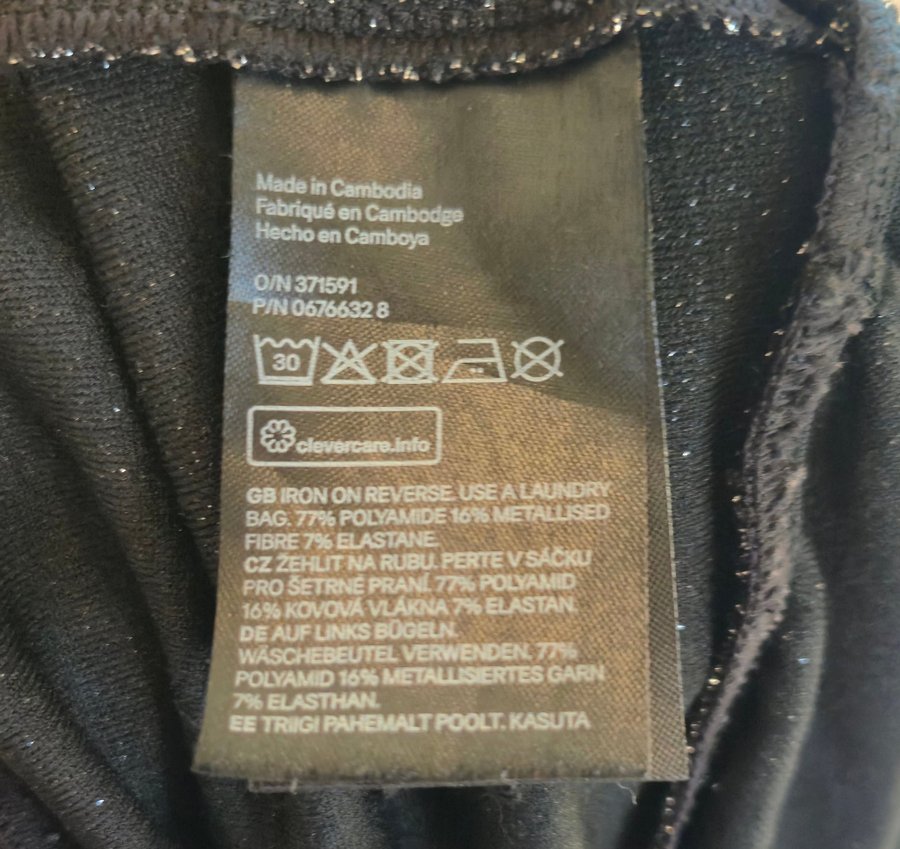 Made in Cambodia
Fabriqué en Cambodge
Hecho en Camboya
O/N 371591
P/N 0676632 8
30
clevercare.info
GB IRON ON REVERSE. USE A LAUNDRY
BAG. 77% POLYAMIDE 16% METALLISED
FIBRE 7% ELASTANE.
CZ ŽEHLIT NA RUBU. PERTE V SÁČKU
PRO ŠETRNÉ PRANÍ. 77% POLYAMID
16% KOVOVÁ VLÁKNA 7% ELASTAN.
DE AUF LINKS BÜGELN.
WÄSCHEBEUTEL VERWENDEN. 77%
POLYAMID 16% METALLISIERTES GARN
7% ELASTHAN.
EE TRIIGI PAHEMALT POOLT. KASUTA